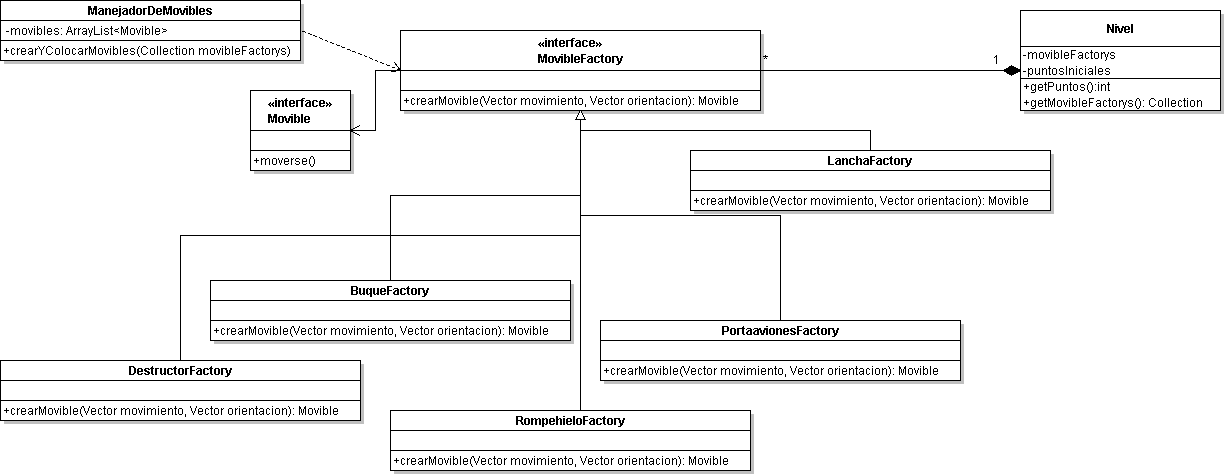 ManejadorDeMovibles
-movibles: ArrayList<Movible>
+crearYColocarMovibles(Collection movibleFactorys)
«interface»
MovibleFactory
+crearMovible(Vector movimiento, Vector orientacion): Movible
*
1
Nivel
-movibleFactorys
-puntosIniciales
+getPuntos():int
+getMovibleFactorys(): Collection
«interface»
Movible
+moverse()
LanchaFactory
+crearMovible(Vector movimiento, Vector orientacion): Movible
BuqueFactory
+crearMovible(Vector movimiento, Vector orientacion): Movible
PortaavionesFactory
+crearMovible(Vector movimiento, Vector orientacion): Movible
DestructorFactory
+crearMovible(Vector movimiento, Vector orientacion): Movible
RompehieloFactory
+crearMovible(Vector movimiento, Vector orientacion): Movible